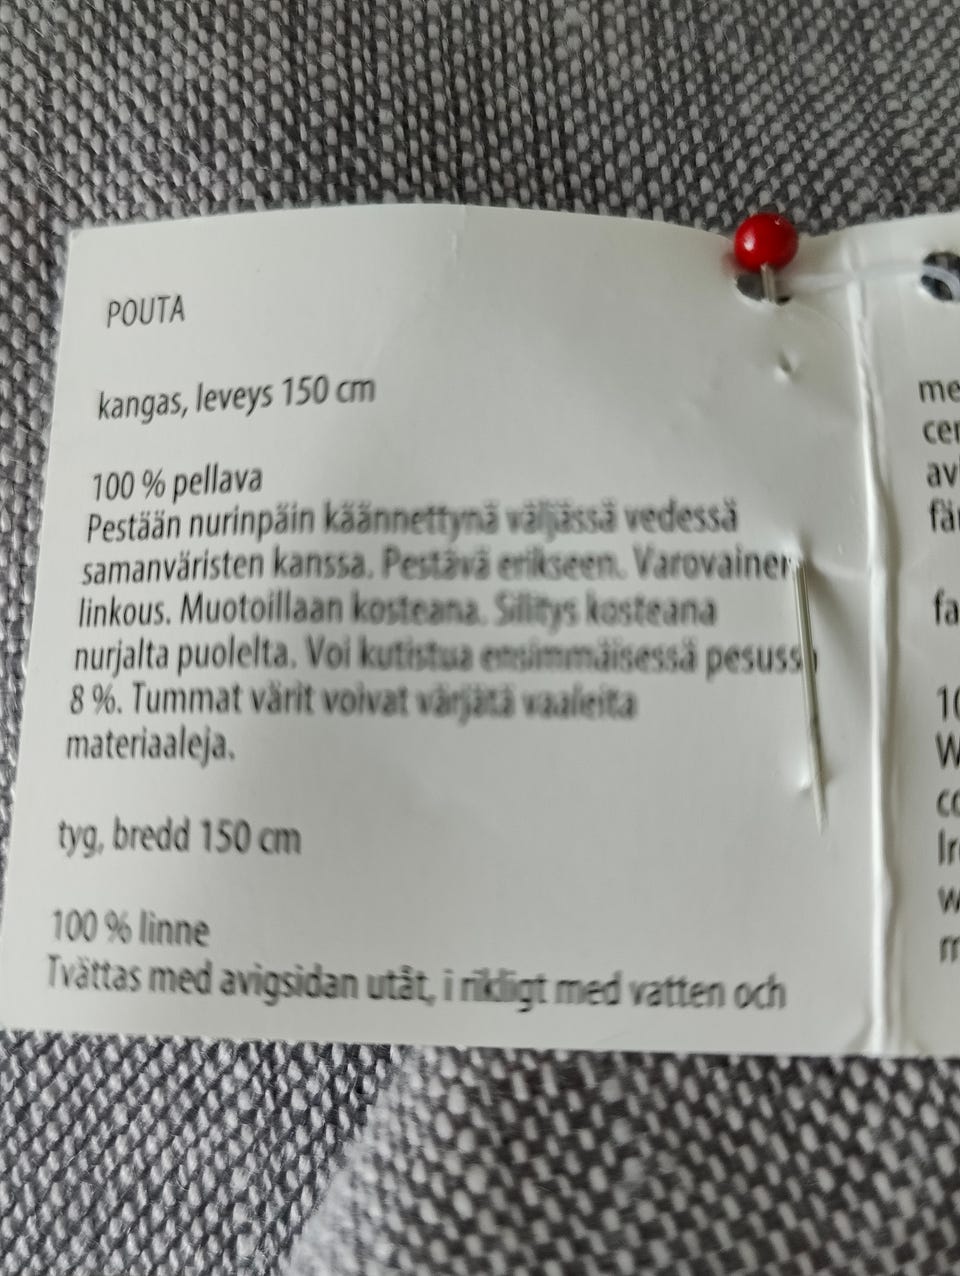 POUTA
kangas, leveys 150 cm
100 % pellava
Pestään nurinpäin käännettynä väljässä vedessä
samanväristen kanssa. Pestävä erikseen. Varovainen
linkous. Muotoillaan kosteana. Silitys kosteana
nurjalta puolelta. Voi kutistua ensimmäisessä pesussa
8 %. Tummat värit voivat värjätä vaaleita
materiaaleja.
tyg, bredd 150 cm
100 % linne
Tvättas med avigsidan utåt, i rikligt med vatten och